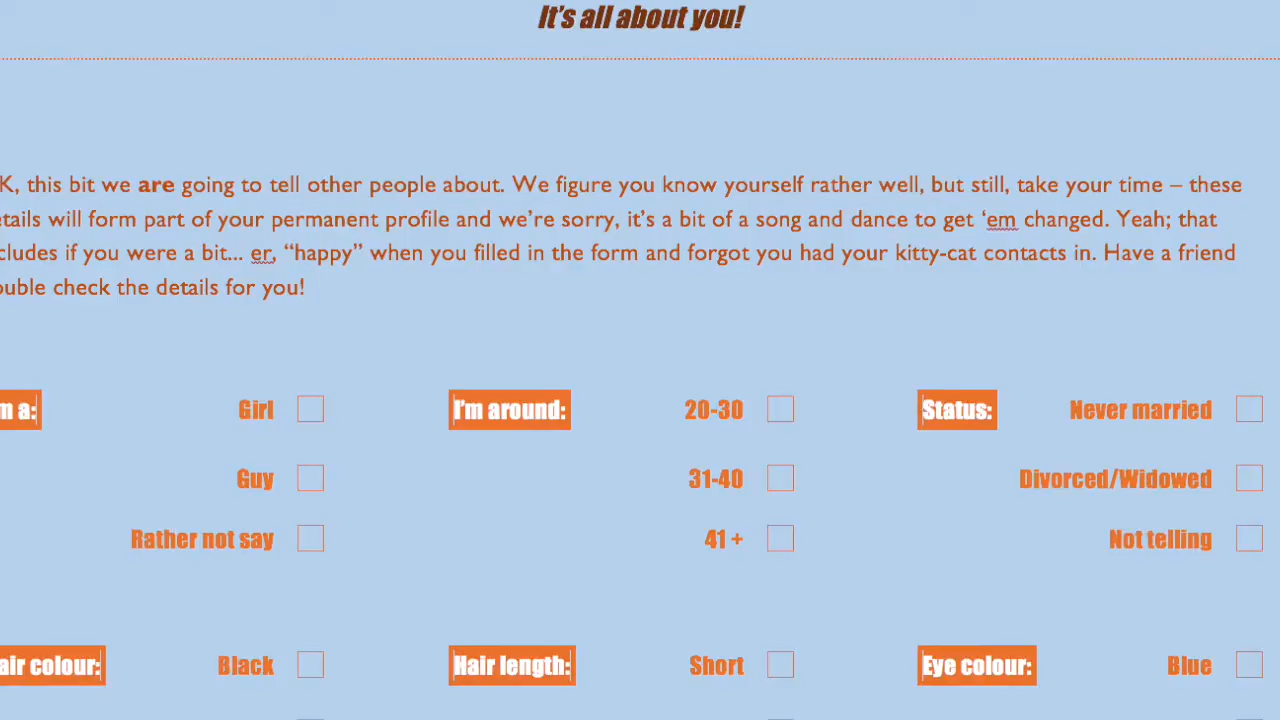 It's all about you!
K, this bit we are going to tell other people about. We figure you know yourself rather well, but still, take your time – these
etails will form part of your permanent profile and we're sorry, it's a bit of a song and dance to get ‘em changed. Yeah; that
cludes if you were a bit... er, “happy” when you filled in the form and forgot you had your kitty-cat contacts in. Have a friend
ouble check the details for you!
m a: Girl I'm around: 20-30 Status: Never married
Guy 31-40 Divorced/Widowed
Rather not say 41 + Not telling
air colour: Black Hair length: Short Eye colour: Blue